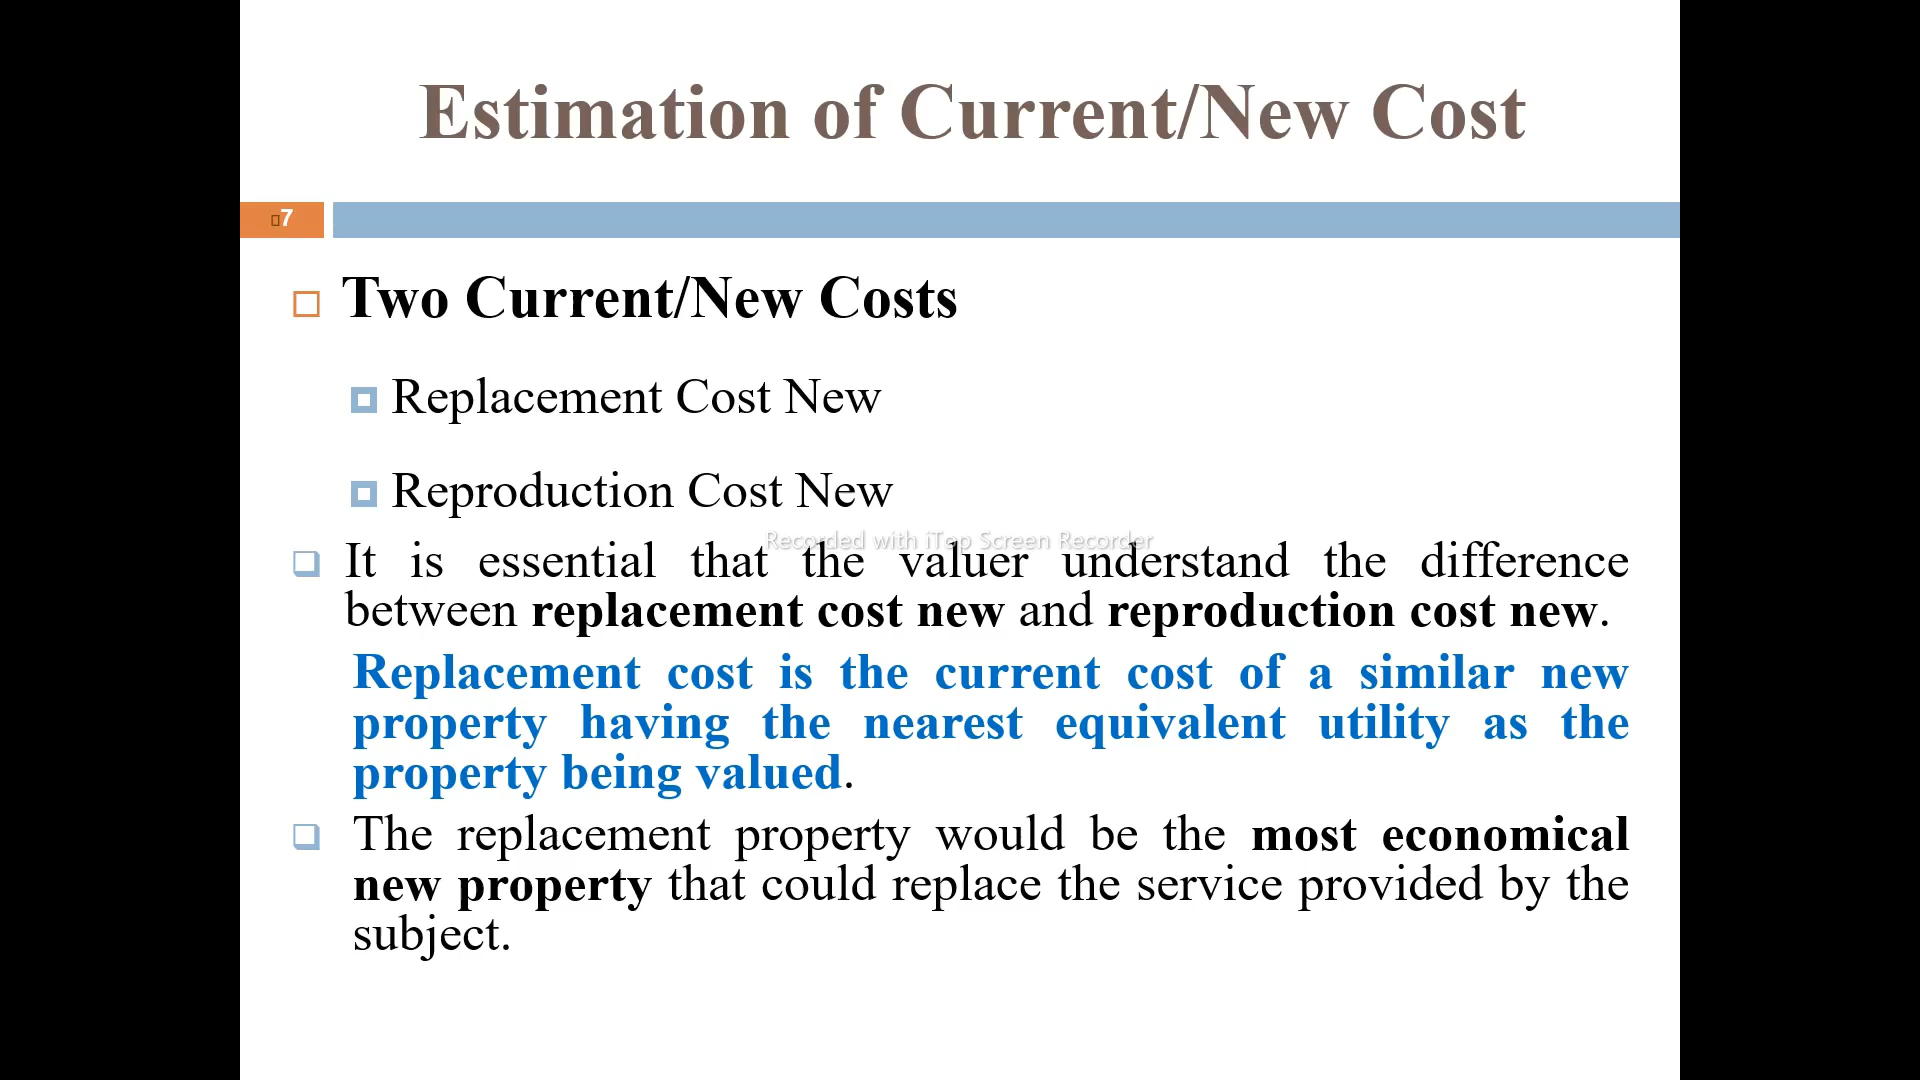 Estimation of Current/New Cost
7
Two Current/New Costs
Replacement Cost New
Reproduction Cost New
Recorded with iTop Screen Recorder
It is essential that the valuer understand the difference
between replacement cost new and reproduction cost new.
Replacement cost is the current cost of a similar new
property having the nearest equivalent utility as the
property being valued.
The replacement property would be the most economical
new property that could replace the service provided by the
subject.